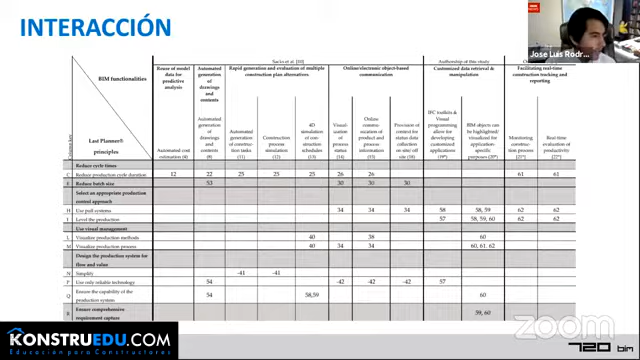 INTERACCIÓN
Jose Luis Rodr
Sacks et al. [10]
Authorship of this study
BIM functionalities
Reuse of model data for predictive analysis
Automated generation of drawings and contents
Rapid generation and evaluation of multiple construction plan alternatives
Online/electronic object-based communication
Customized data retrieval & manipulation
Facilitating real-time construction tracking and reporting
Last Planner® principles
Automated cost estimation (4)
Automated generation of drawings and contents (9)
Automated generation of construction tasks (11)
Construction process simulation (12)
4D simulation of construction schedules (13)
Visualization of process status (14)
Online communication of product and process information (15)
Provision of context for status data collection on-site/off site (18)
IFC toolkits & Visual programming allow for developing customized applications (19*)
BIM objects can be highlighted/visualized for application-specific purposes (20*)
Monitoring construction process (21*)
Real-time evaluation of productivity (22*)
Reduce cycle times
C Reduce production cycle duration 12 22 25 25 25 26 26 61 61
E Reduce batch size 53 30 30 30
Select an appropriate production control approach
H Use pull systems 34 34 34 58 58, 59 62 62
I Level the production 57 58, 59, 60 62 62
Use visual management
L Visualize production methods 40 38 60
M Visualize production process 40 34 34 60, 61, 62
Design the production system for flow and value
N Simplify -41 -41
P Use only reliable technology 54 -42 -42 -42 57
Q Ensure the capability of the production system 54 58,59 60
R Ensure comprehensive requirement capture 59, 60
KONSTRUEDU.COM
Educación para Constructores
zoom
720 bim